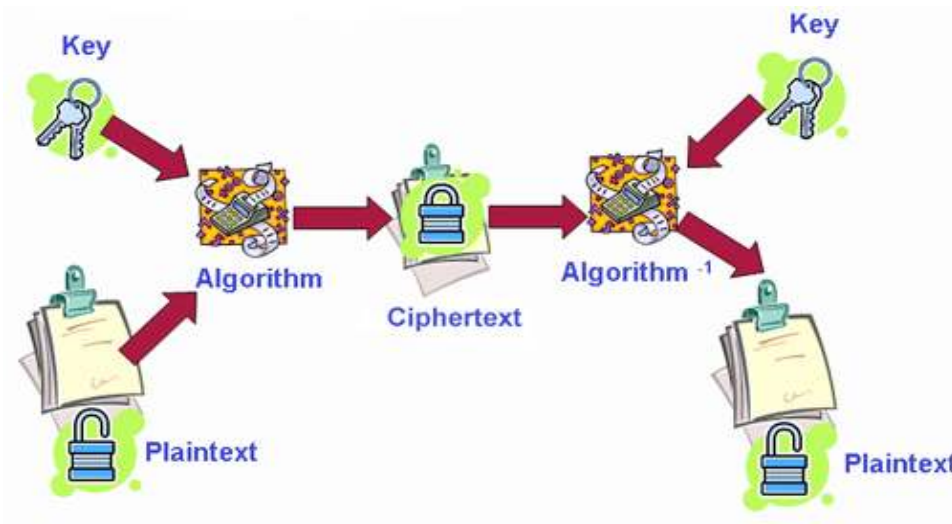 Key
Key
Algorithm
Algorithm -1
Ciphertext
Plaintext
Plaintext